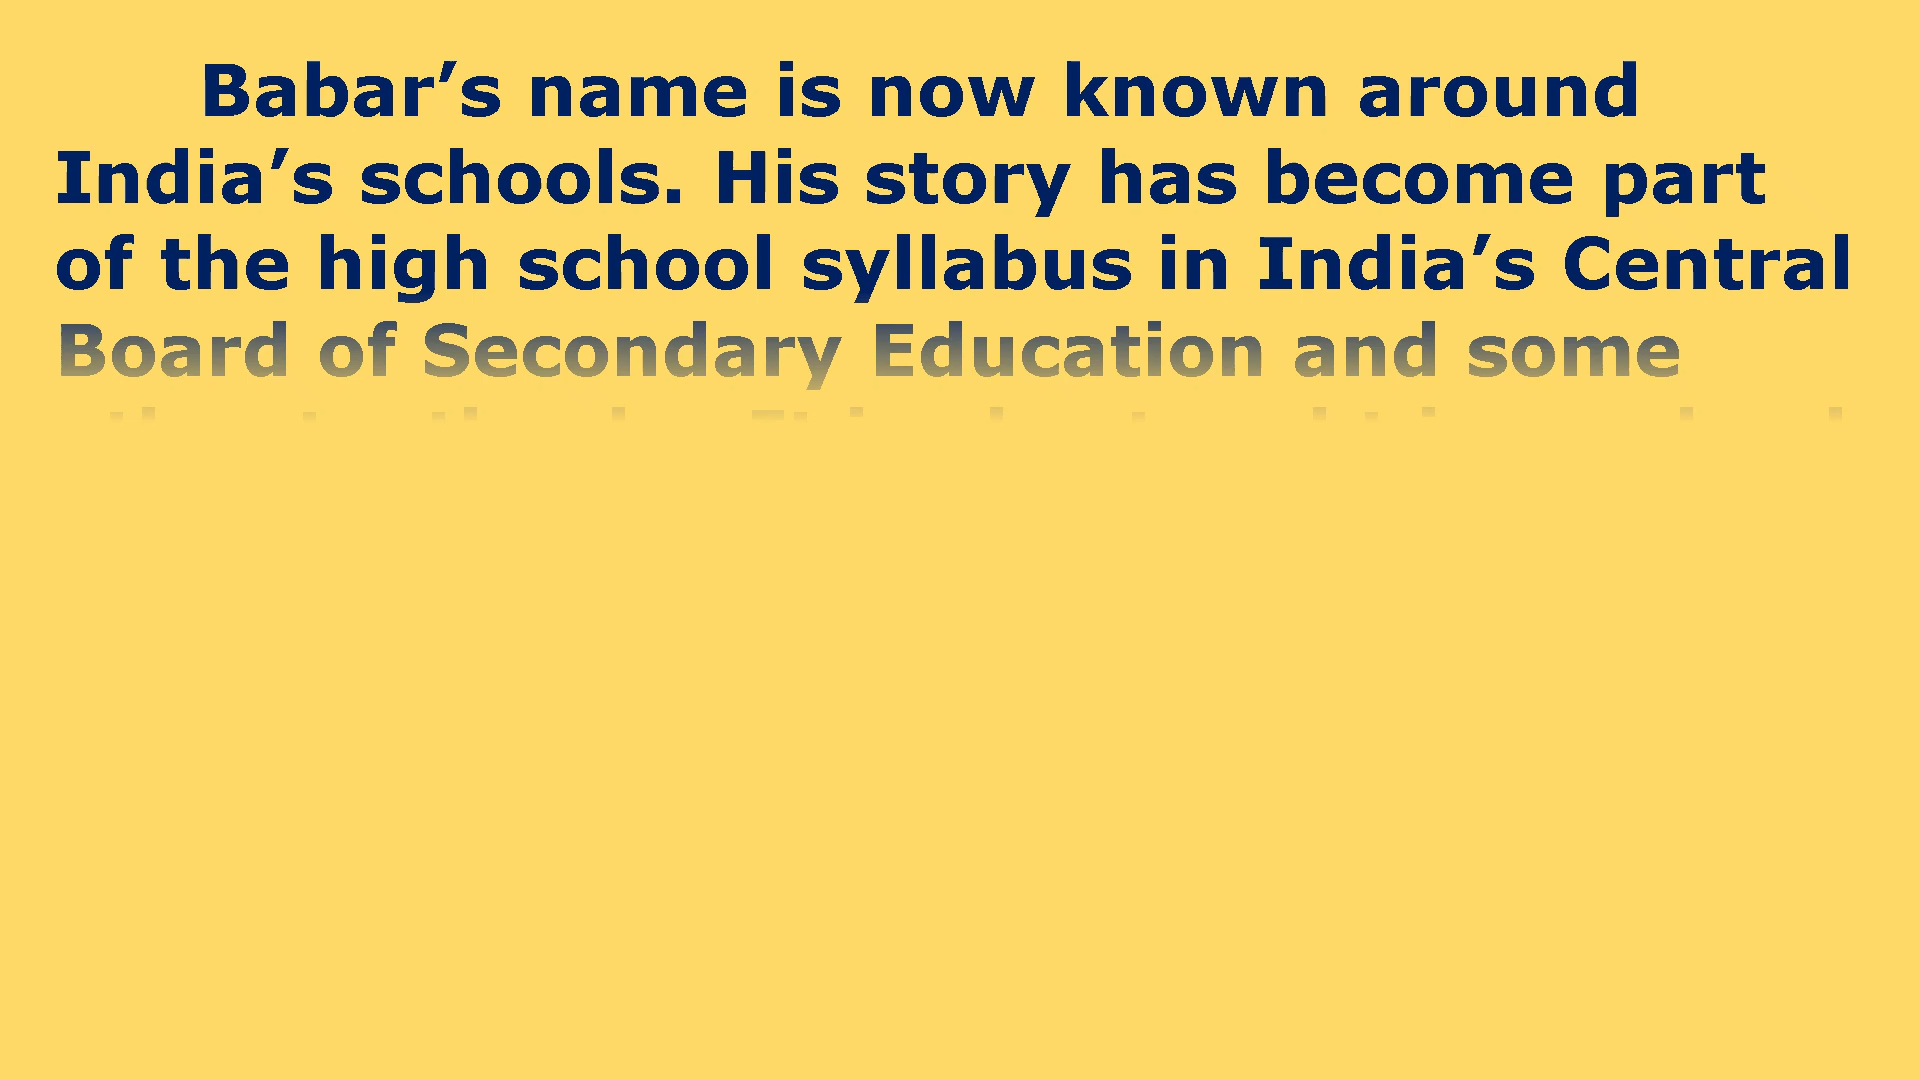 Babar’s name is now known around
India’s schools. His story has become part
of the high school syllabus in India’s Central
Board of Secondary Education and some